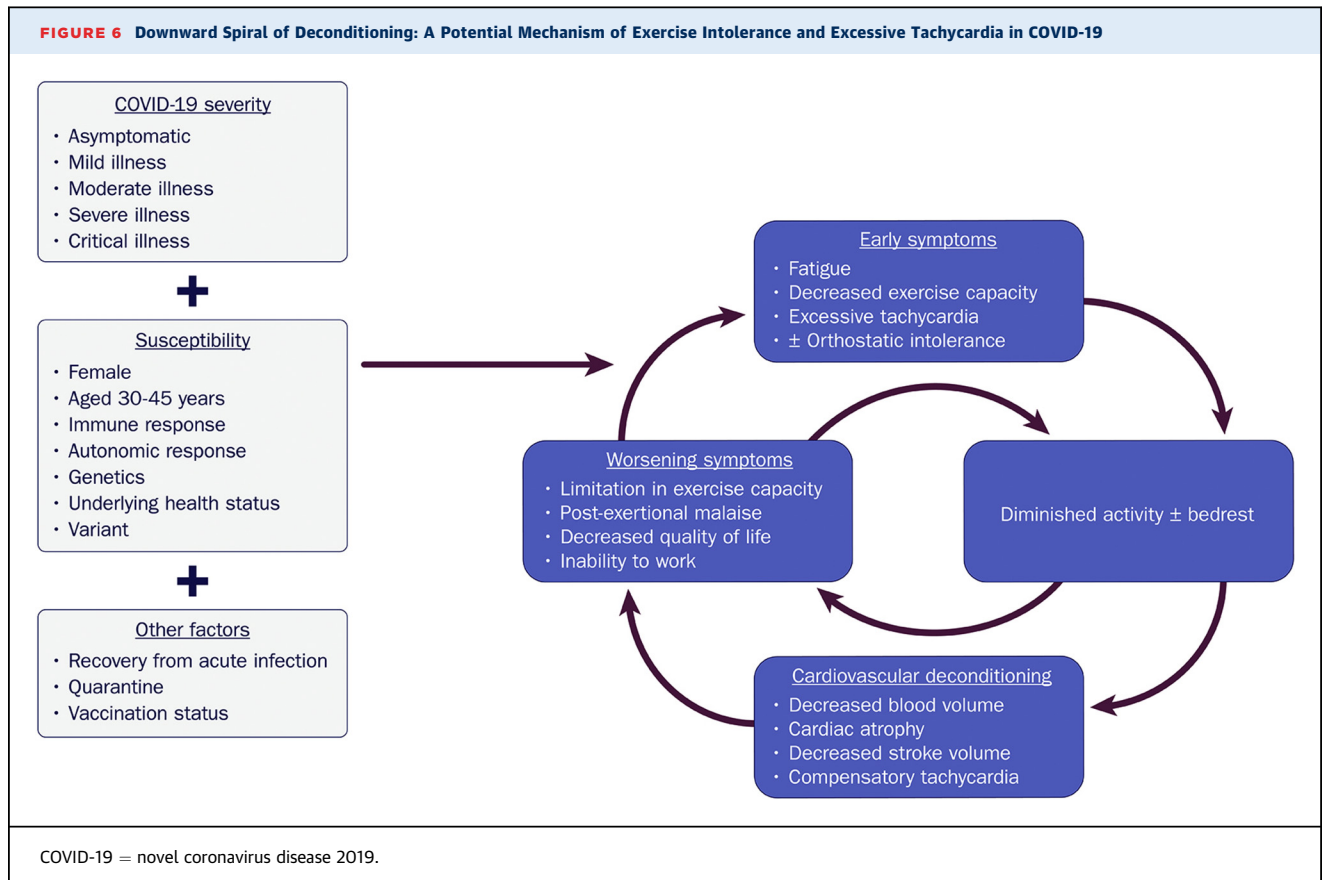 FIGURE 6 Downward Spiral of Deconditioning: A Potential Mechanism of Exercise Intolerance and Excessive Tachycardia in COVID-19
COVID-19 severity
• Asymptomatic
• Mild illness
• Moderate illness
• Severe illness
• Critical illness
+
Susceptibility
• Female
• Aged 30-45 years
• Immune response
• Autonomic response
• Genetics
• Underlying health status
• Variant
+
Other factors
• Recovery from acute infection
• Quarantine
• Vaccination status
Early symptoms
• Fatigue
• Decreased exercise capacity
• Excessive tachycardia
• ± Orthostatic intolerance
Worsening symptoms
• Limitation in exercise capacity
• Post-exertional malaise
• Decreased quality of life
• Inability to work
Diminished activity ± bedrest
Cardiovascular deconditioning
• Decreased blood volume
• Cardiac atrophy
• Decreased stroke volume
• Compensatory tachycardia
COVID-19 = novel coronavirus disease 2019.